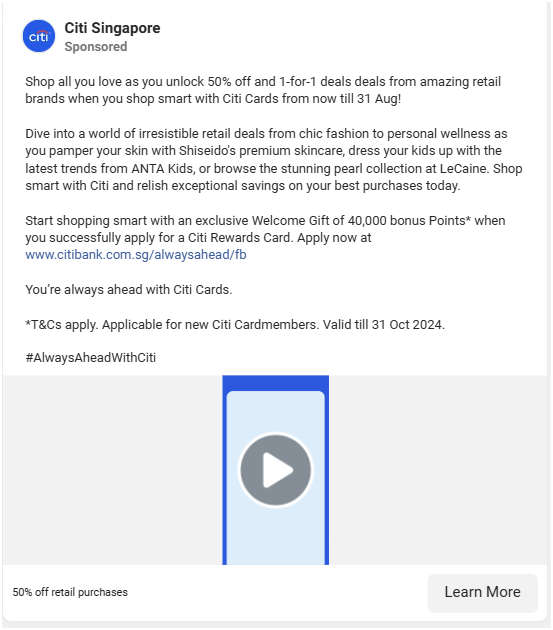 citi
Citi Singapore
Sponsored
Shop all you love as you unlock 50% off and 1-for-1 deals deals from amazing retail
brands when you shop smart with Citi Cards from now till 31 Aug!
Dive into a world of irresistible retail deals from chic fashion to personal wellness as
you pamper your skin with Shiseido's premium skincare, dress your kids up with the
latest trends from ANTA Kids, or browse the stunning pearl collection at LeCaine. Shop
smart with Citi and relish exceptional savings on your best purchases today.
Start shopping smart with an exclusive Welcome Gift of 40,000 bonus Points* when
you successfully apply for a Citi Rewards Card. Apply now at
www.citibank.com.sg/alwaysahead/fb
You're always ahead with Citi Cards.
*T&Cs apply. Applicable for new Citi Cardmembers. Valid till 31 Oct 2024.
#AlwaysAheadWithCiti
50% off retail purchases
Learn More